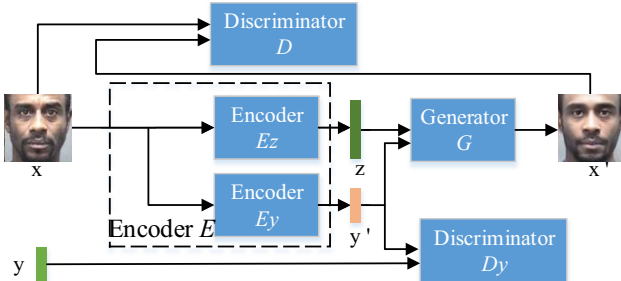 Discriminator
D
Encoder
Ez
Generator
G
x
z
x'
Encoder
Ey
Encoder E
y'
Discriminator
Dy
y